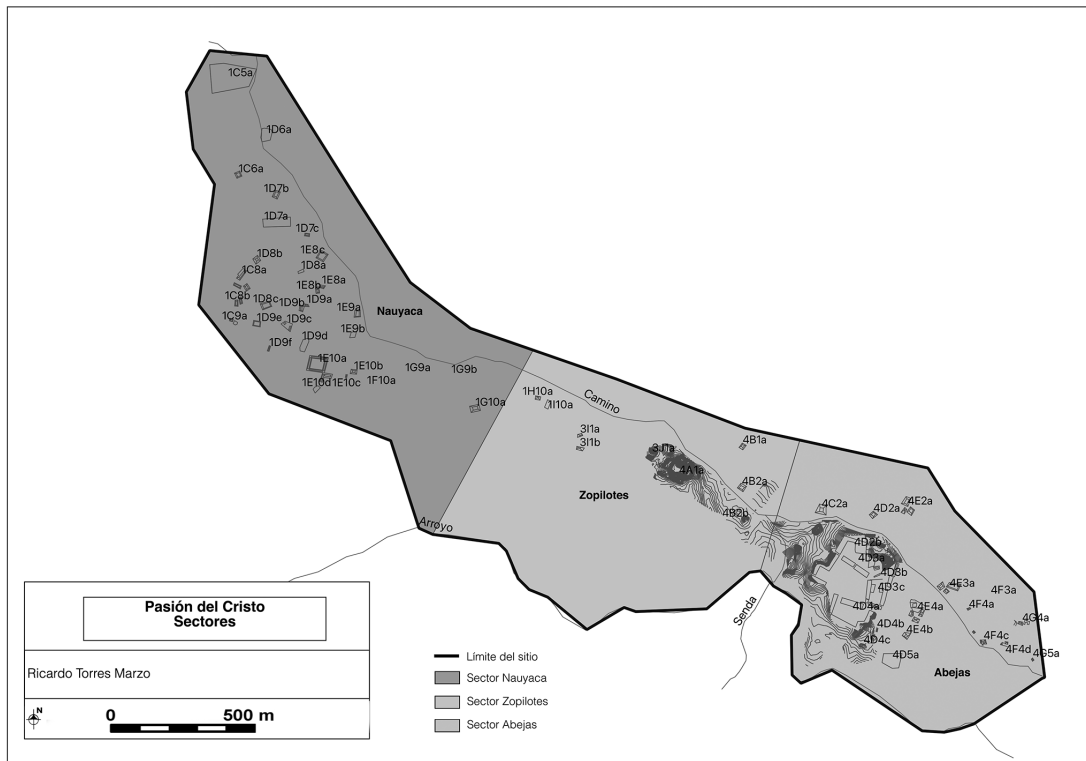 1C5a
1D6a
1C6a
1D7b
1D7a
1D7c
1E8c
1D8b
1D8a
1C8a
1E8a
1E8b
1C8b
1D8c
1D9b
1D9a
Nauyaca
1E9a
1C9a
1D9e
1D9c
1E9b
1D9f
1D9d
1E10a
1E10b
1G9a
1G9b
1E10d
1E10c
1F10a
1G10a
1H10a
1I10a
Camino
3I1a
3I1b
3J1a
4A1a
4B1a
4B2a
Zopilotes
4B2b
4C2a
4D2a
4E2a
Arroyo
4D2b
4D3a
4D3b
4D3c
4E3a
4F3a
4D4a
4E4a
4F4a
Senda
4D4b
4E4b
4G4a
4D4c
4F4c
4F4d
4D5a
4G5a
Abejas
Pasión del Cristo
Sectores
Ricardo Torres Marzo
N
0 500 m
Límite del sitio
Sector Nauyaca
Sector Zopilotes
Sector Abejas